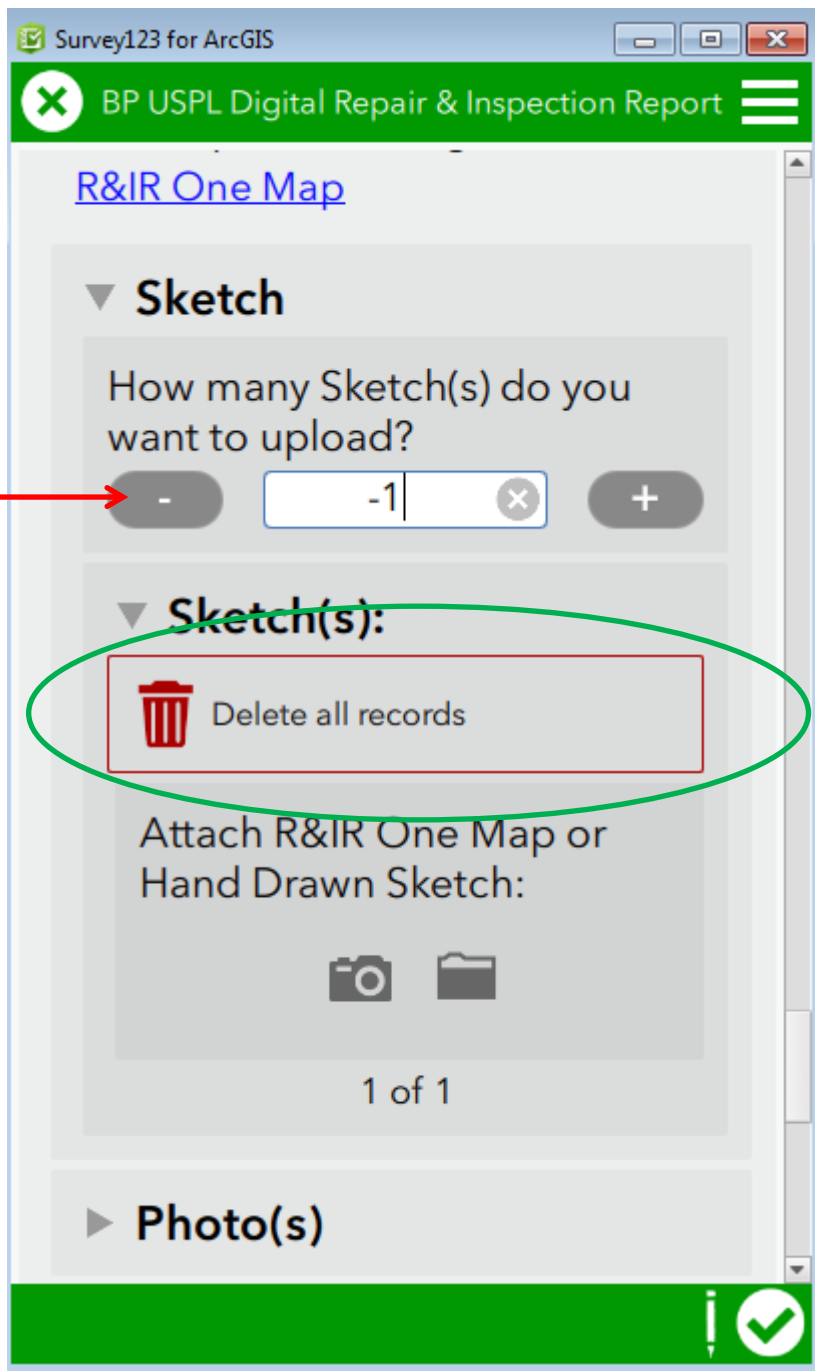 Survey123 for ArcGIS
BP USPL Digital Repair & Inspection Report
R&IR One Map
Sketch
How many Sketch(s) do you
want to upload?
- -1 +
Sketch(s):
Delete all records
Attach R&IR One Map or
Hand Drawn Sketch:
1 of 1
Photo(s)